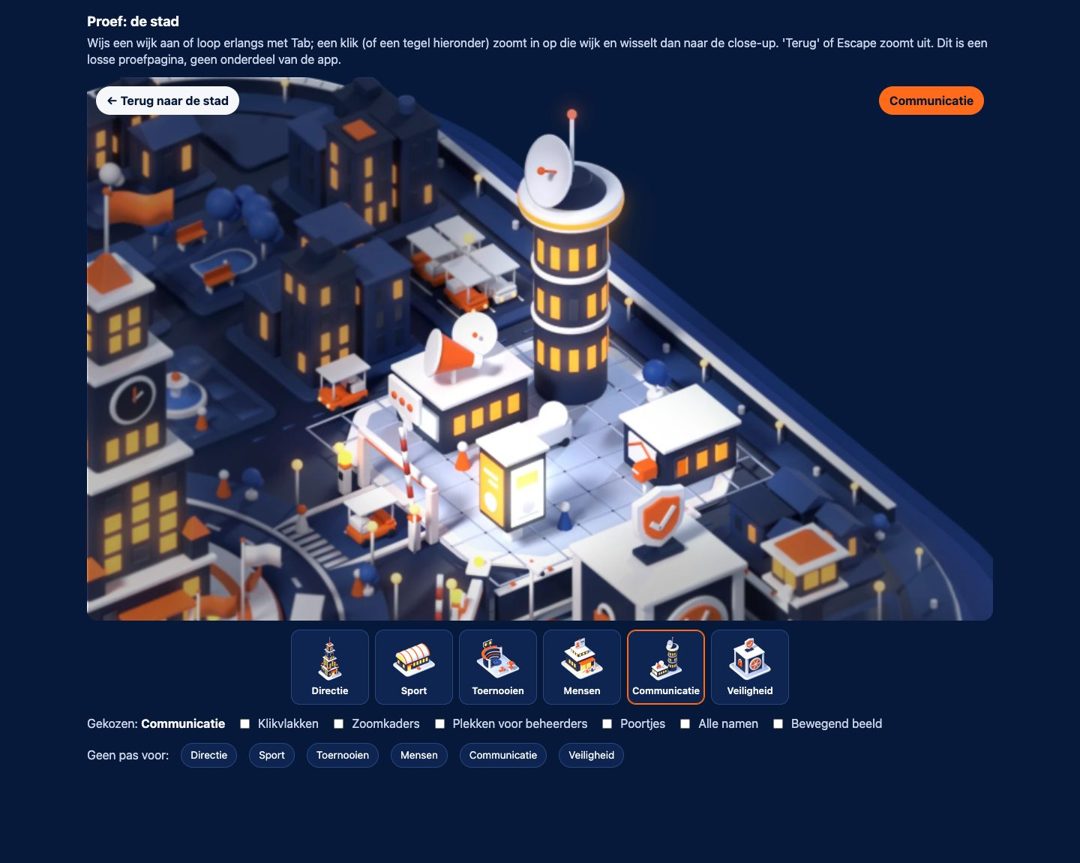 Proef: de stad
Wijs een wijk aan of loop erlangs met Tab; een klik (of een tegel hieronder) zoomt in op die wijk en wisselt dan naar de close-up. 'Terug' of Escape zoomt uit. Dit is een
losse proefpagina, geen onderdeel van de app.
← Terug naar de stad
Communicatie
Directie
Sport
Toernooien
Mensen
Communicatie
Veiligheid
Gekozen: Communicatie Klikvlakken Zoomkaders Plekken voor beheerders Poortjes Alle namen Bewegend beeld
Geen pas voor: Directie Sport Toernooien Mensen Communicatie Veiligheid